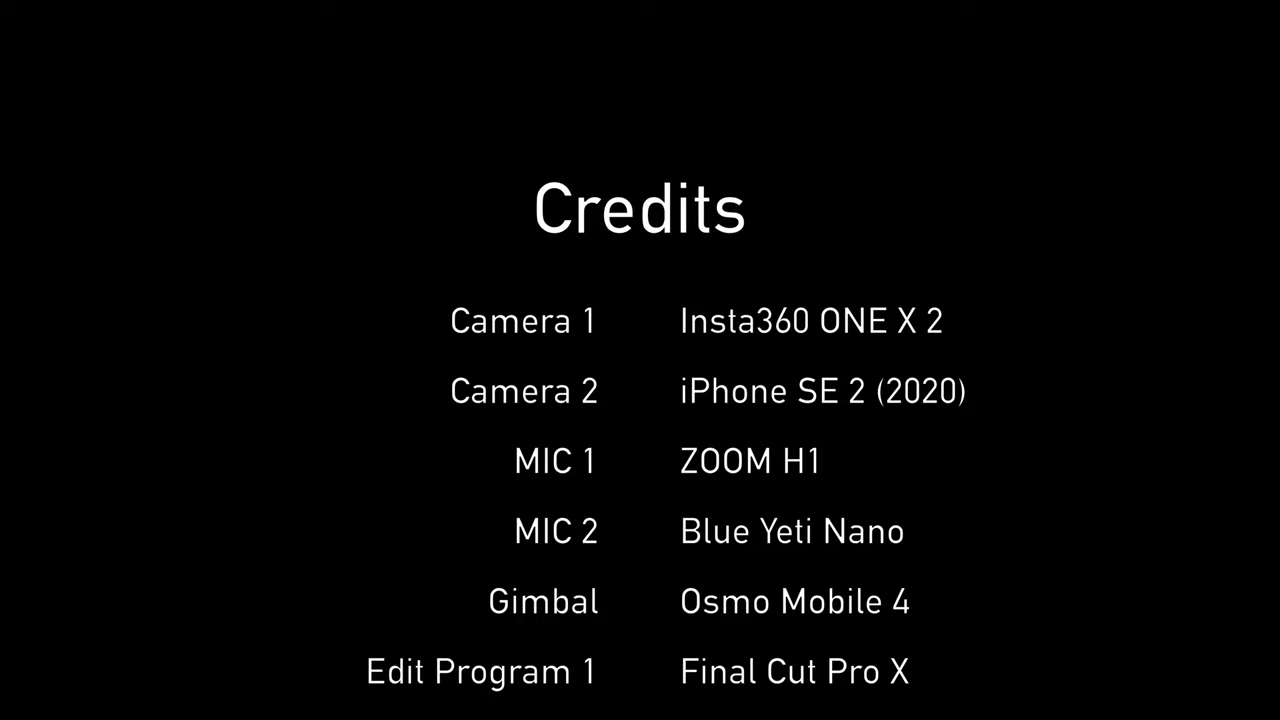 Credits
Camera 1 Insta360 ONE X 2
Camera 2 iPhone SE 2 (2020)
MIC 1 ZOOM H1
MIC 2 Blue Yeti Nano
Gimbal Osmo Mobile 4
Edit Program 1 Final Cut Pro X